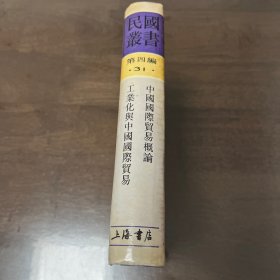 民國
叢書
第四編
·31·
中國國際貿易概論
工業化與中國國際貿易
上海書店